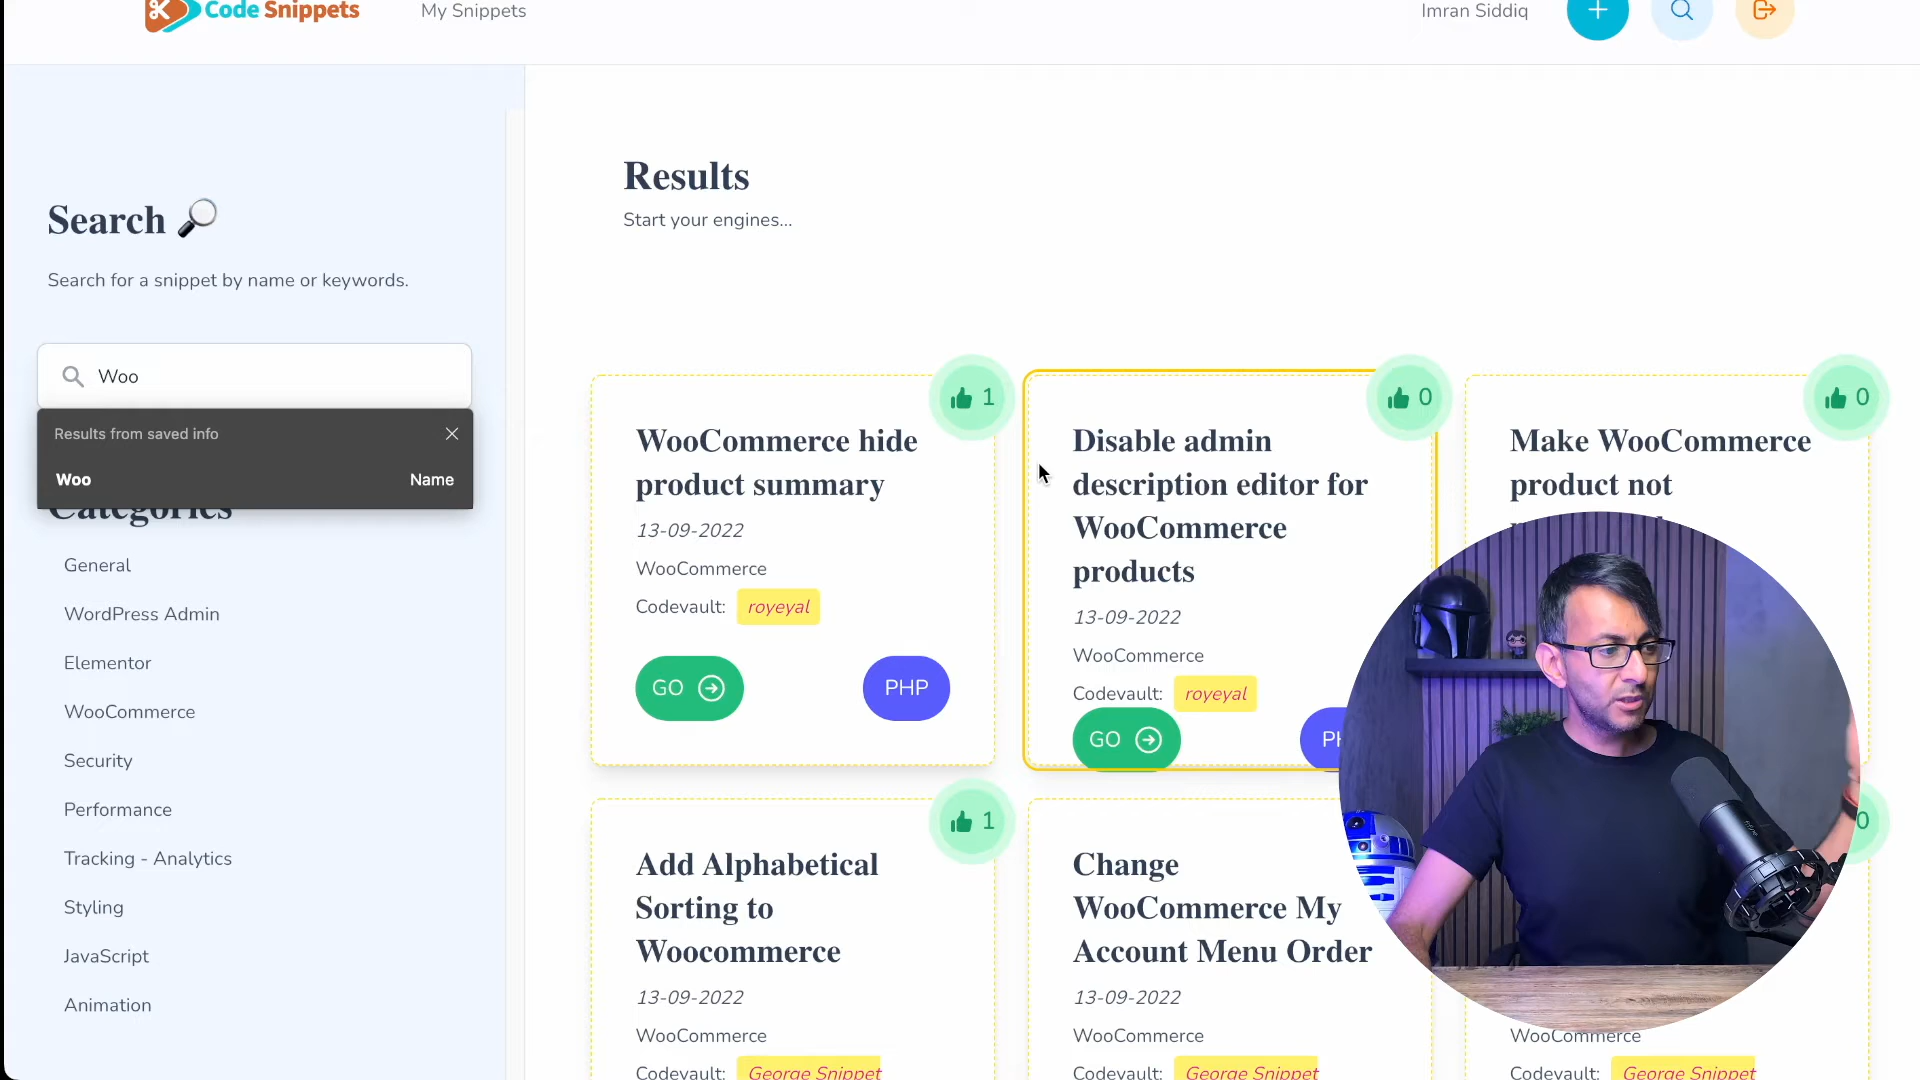 Code Snippets
My Snippets
Imran Siddiq
Search
Search for a snippet by name or keywords.
Woo
Results from saved info
Woo
Name
Categories
General
WordPress Admin
Elementor
WooCommerce
Security
Performance
Tracking - Analytics
Styling
JavaScript
Animation
Results
Start your engines...
1
WooCommerce hide
product summary
13-09-2022
WooCommerce
Codevault: royeyal
GO
PHP
0
Disable admin
description editor for
WooCommerce
products
13-09-2022
WooCommerce
Codevault: royeyal
GO
0
Make WooCommerce
product not
1
Add Alphabetical
Sorting to
Woocommerce
13-09-2022
WooCommerce
Codevault: George Snippet
Change
WooCommerce My
Account Menu Order
13-09-2022
WooCommerce
Codevault: George Snippet
0
WooCommerce
Codevault: George Snippet